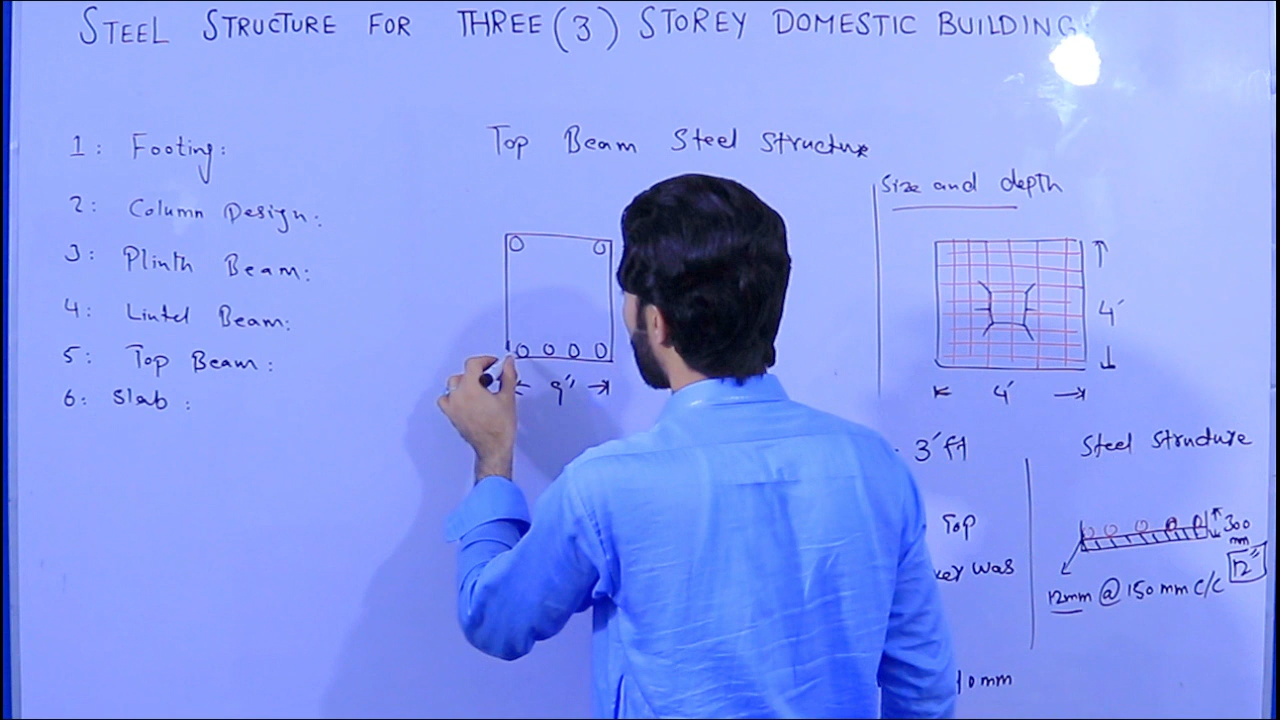 STEEL STRUCTURE FOR THREE (3) STOREY DOMESTIC BUILDING:
1: Footing:
2: Column Design:
3: Plinth Beam:
4: Lintel Beam:
5: Top Beam:
6: Slab :
Top Beam Steel Structure
9"
Size and depth
4'
4'
3' ft
Top
was
10mm
Steel Structure
300
mm
12"
12mm @ 150 mm C/C